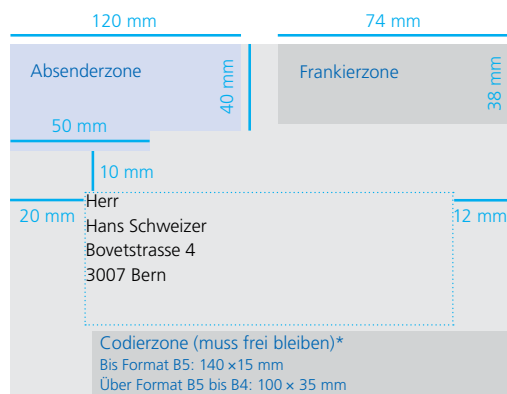 120 mm
74 mm
Absenderzone
40 mm
Frankierzone
38 mm
50 mm
10 mm
20 mm
12 mm
Herr
Hans Schweizer
Bovetstrasse 4
3007 Bern
Codierzone (muss frei bleiben)*
Bis Format B5: 140 ×15 mm
Über Format B5 bis B4: 100 × 35 mm